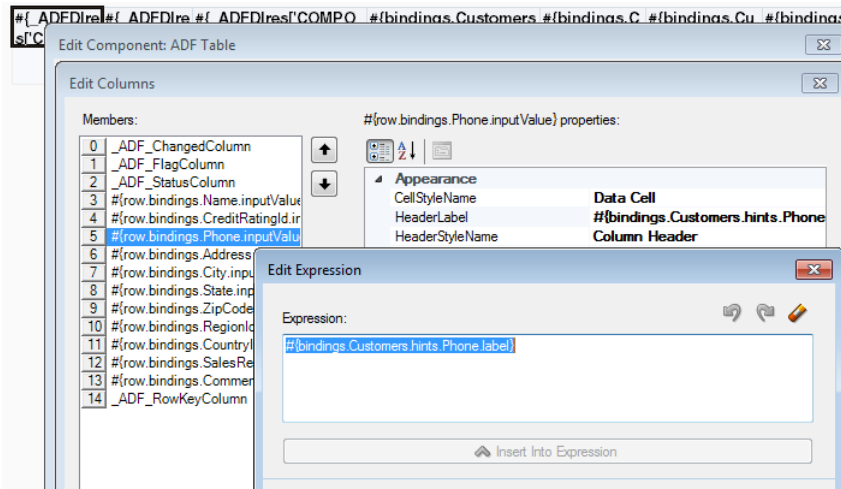 #{_ADFDIre #{_ADFDIre #{_ADFDIres['COMPO #{bindings.Customers #{bindings.C #{bindings.Cu #{bindings
s['C
Edit Component: ADF Table
Edit Columns
Members:
#{row.bindings.Phone.inputValue} properties:
0 _ADF_ChangedColumn
1 _ADF_FlagColumn
2 _ADF_StatusColumn
3 #{row.bindings.Name.inputValue
4 #{row.bindings.CreditRatingId.in
5 #{row.bindings.Phone.inputValu
6 #{row.bindings.Address
7 #{row.bindings.City.inpu
8 #{row.bindings.State.inp
9 #{row.bindings.ZipCode
10 #{row.bindings.RegionId
11 #{row.bindings.CountryI
12 #{row.bindings.SalesRe
13 #{row.bindings.Commer
14 _ADF_RowKeyColumn
Appearance
CellStyleName Data Cell
HeaderLabel #{bindings.Customers.hints.Phone
HeaderStyleName Column Header
Edit Expression
Expression:
#{bindings.Customers.hints.Phone.label}
Insert Into Expression